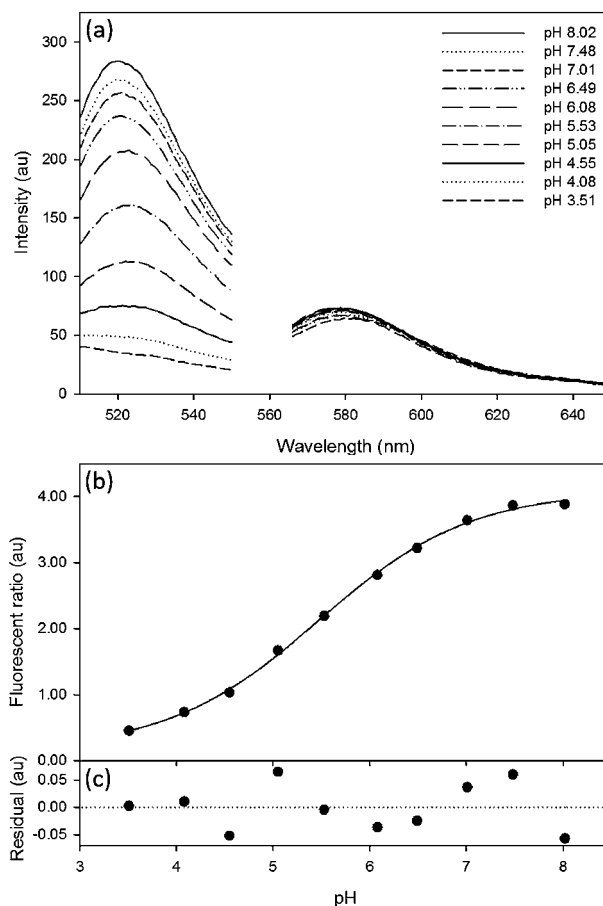 (a)
Intensity (au)
300
250
200
150
100
50
0
pH 8.02
pH 7.48
pH 7.01
pH 6.49
pH 6.08
pH 5.53
pH 5.05
pH 4.55
pH 4.08
pH 3.51
520 540 560 580 600 620 640
Wavelength (nm)
(b)
Fluorescent ratio (au)
4.00
3.00
2.00
1.00
0.00
(c)
Residual (au)
0.05
0.00
-0.05
3 4 5 6 7 8
pH